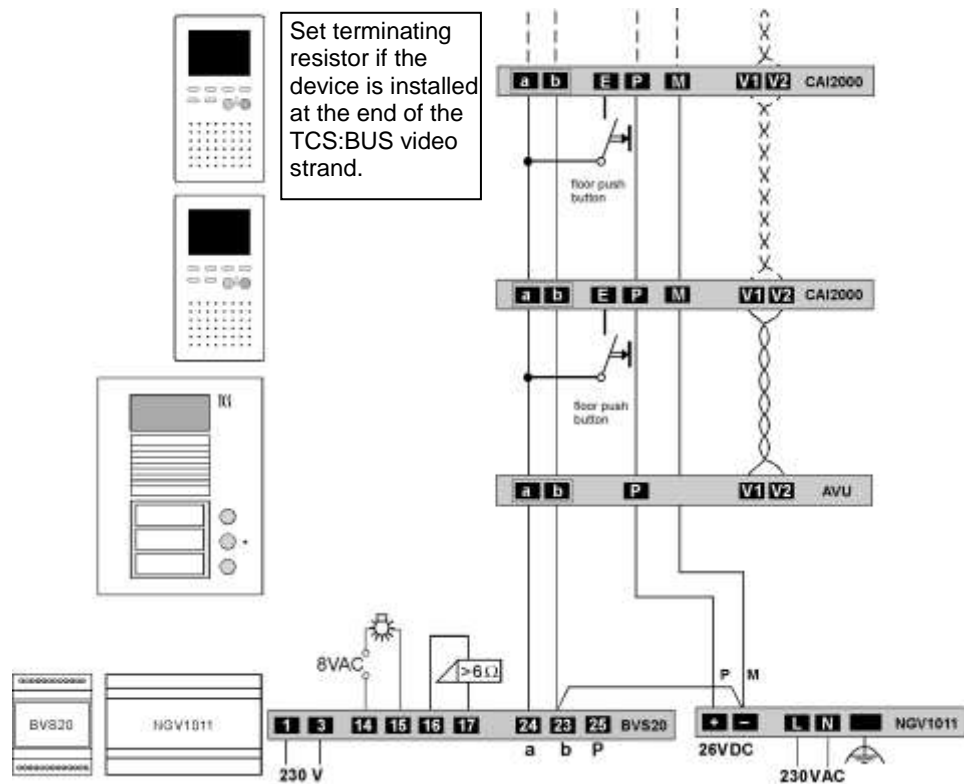 Set terminating
resistor if the
device is installed
at the end of the
TCS:BUS video
strand.
a b E P M V1 V2 CAI2000
floor push
button
a b E P M V1 V2 CAI2000
floor push
button
TCS
a b P V1 V2 AVU
8VAC
>6Ω
P M
BVS20
NGV1011
1 3 14 15 16 17 24 23 25 BVS20
a b P
230 V
+ − L N NGV1011
26VDC
230VAC